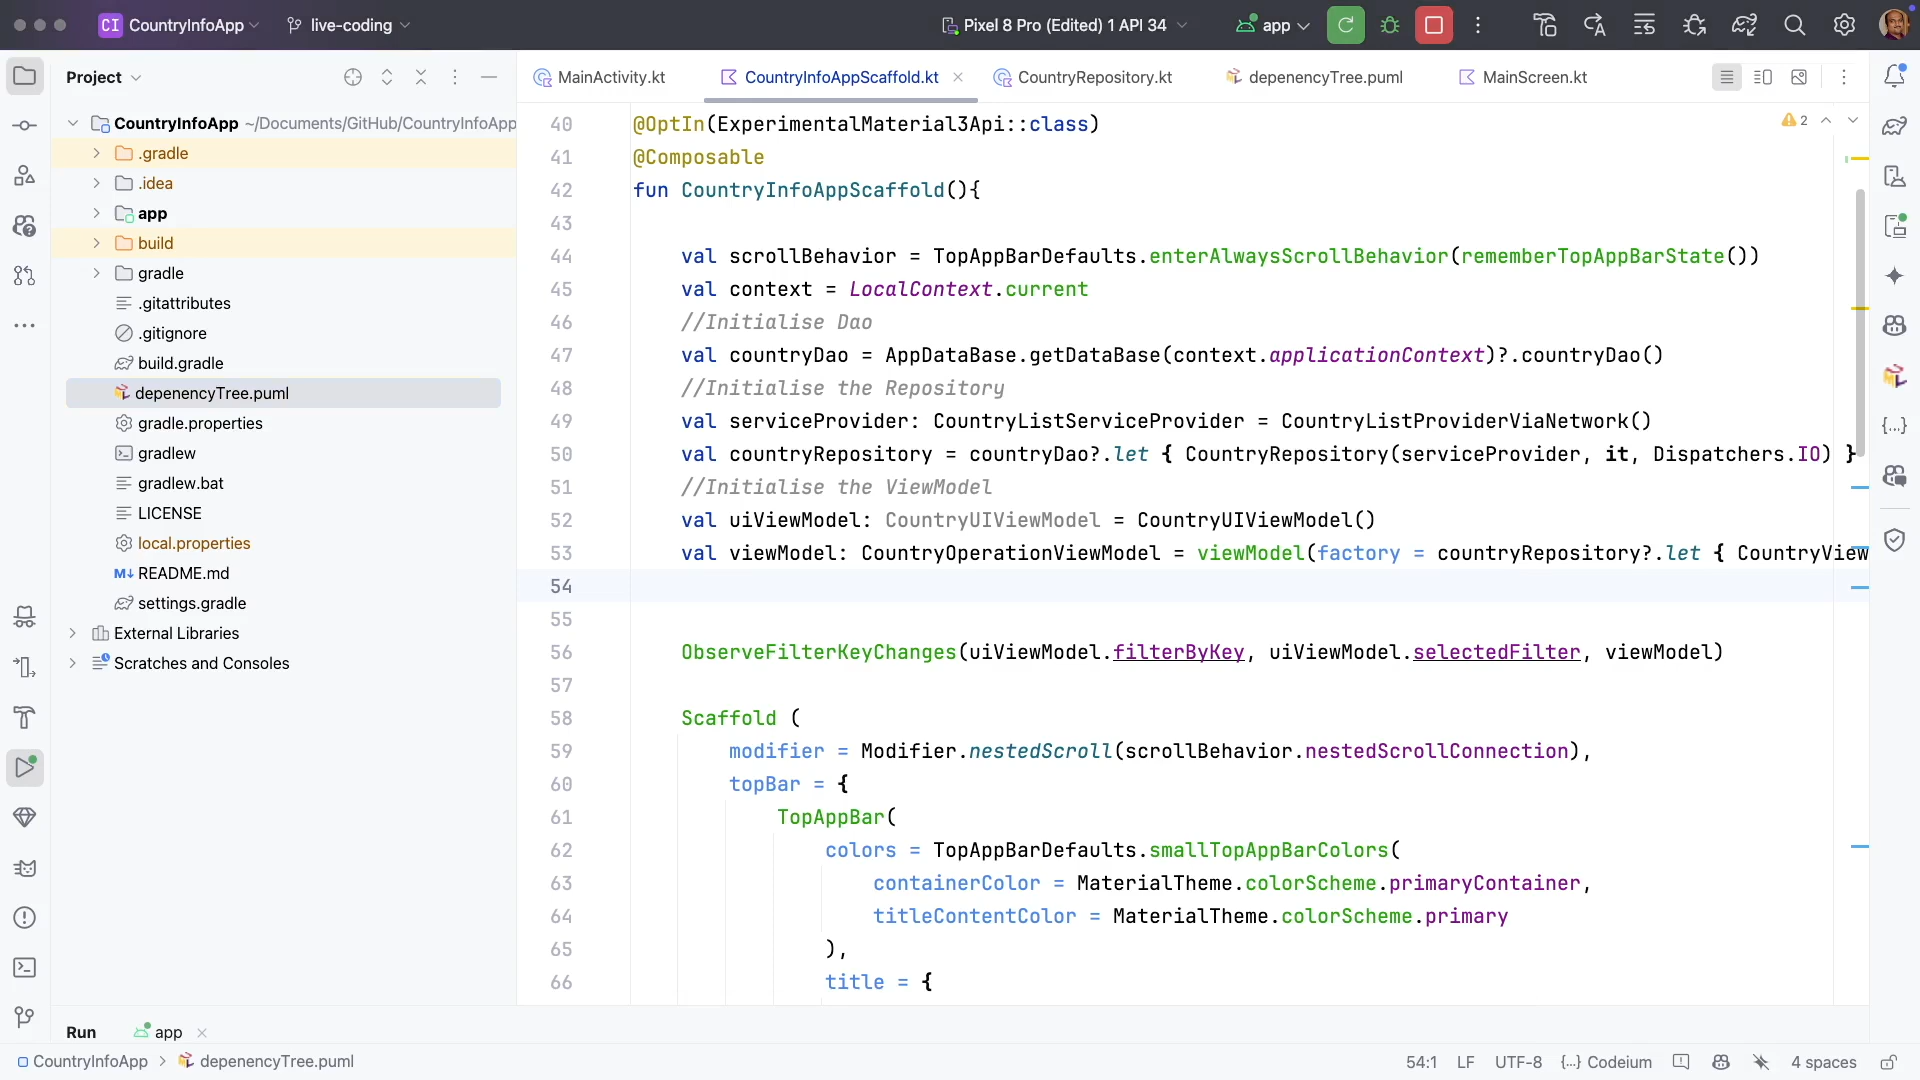 CI CountryInfoApp live-coding Pixel 8 Pro (Edited) 1 API 34 app
Project
MainActivity.kt CountryInfoAppScaffold.kt CountryRepository.kt depenencyTree.puml MainScreen.kt
CountryInfoApp ~/Documents/GitHub/CountryInfoApp
.gradle
.idea
app
build
gradle
.gitattributes
.gitignore
build.gradle
depenencyTree.puml
gradle.properties
gradlew
gradlew.bat
LICENSE
local.properties
M↓ README.md
settings.gradle
External Libraries
Scratches and Consoles
2
40 @OptIn(ExperimentalMaterial3Api::class)
41 @Composable
42 fun CountryInfoAppScaffold(){
43
44 val scrollBehavior = TopAppBarDefaults.enterAlwaysScrollBehavior(rememberTopAppBarState())
45 val context = LocalContext.current
46 //Initialise Dao
47 val countryDao = AppDataBase.getDataBase(context.applicationContext)?.countryDao()
48 //Initialise the Repository
49 val serviceProvider: CountryListServiceProvider = CountryListProviderViaNetwork()
50 val countryRepository = countryDao?.let { CountryRepository(serviceProvider, it, Dispatchers.IO) }
51 //Initialise the ViewModel
52 val uiViewModel: CountryUIViewModel = CountryUIViewModel()
53 val viewModel: CountryOperationViewModel = viewModel(factory = countryRepository?.let { CountryView
54
55
56 ObserveFilterKeyChanges(uiViewModel.filterByKey, uiViewModel.selectedFilter, viewModel)
57
58 Scaffold (
59 modifier = Modifier.nestedScroll(scrollBehavior.nestedScrollConnection),
60 topBar = {
61 TopAppBar(
62 colors = TopAppBarDefaults.smallTopAppBarColors(
63 containerColor = MaterialTheme.colorScheme.primaryContainer,
64 titleContentColor = MaterialTheme.colorScheme.primary
65 ),
66 title = {
Run app
CountryInfoApp > depenencyTree.puml 54:1 LF UTF-8 {...} Codeium 4 spaces